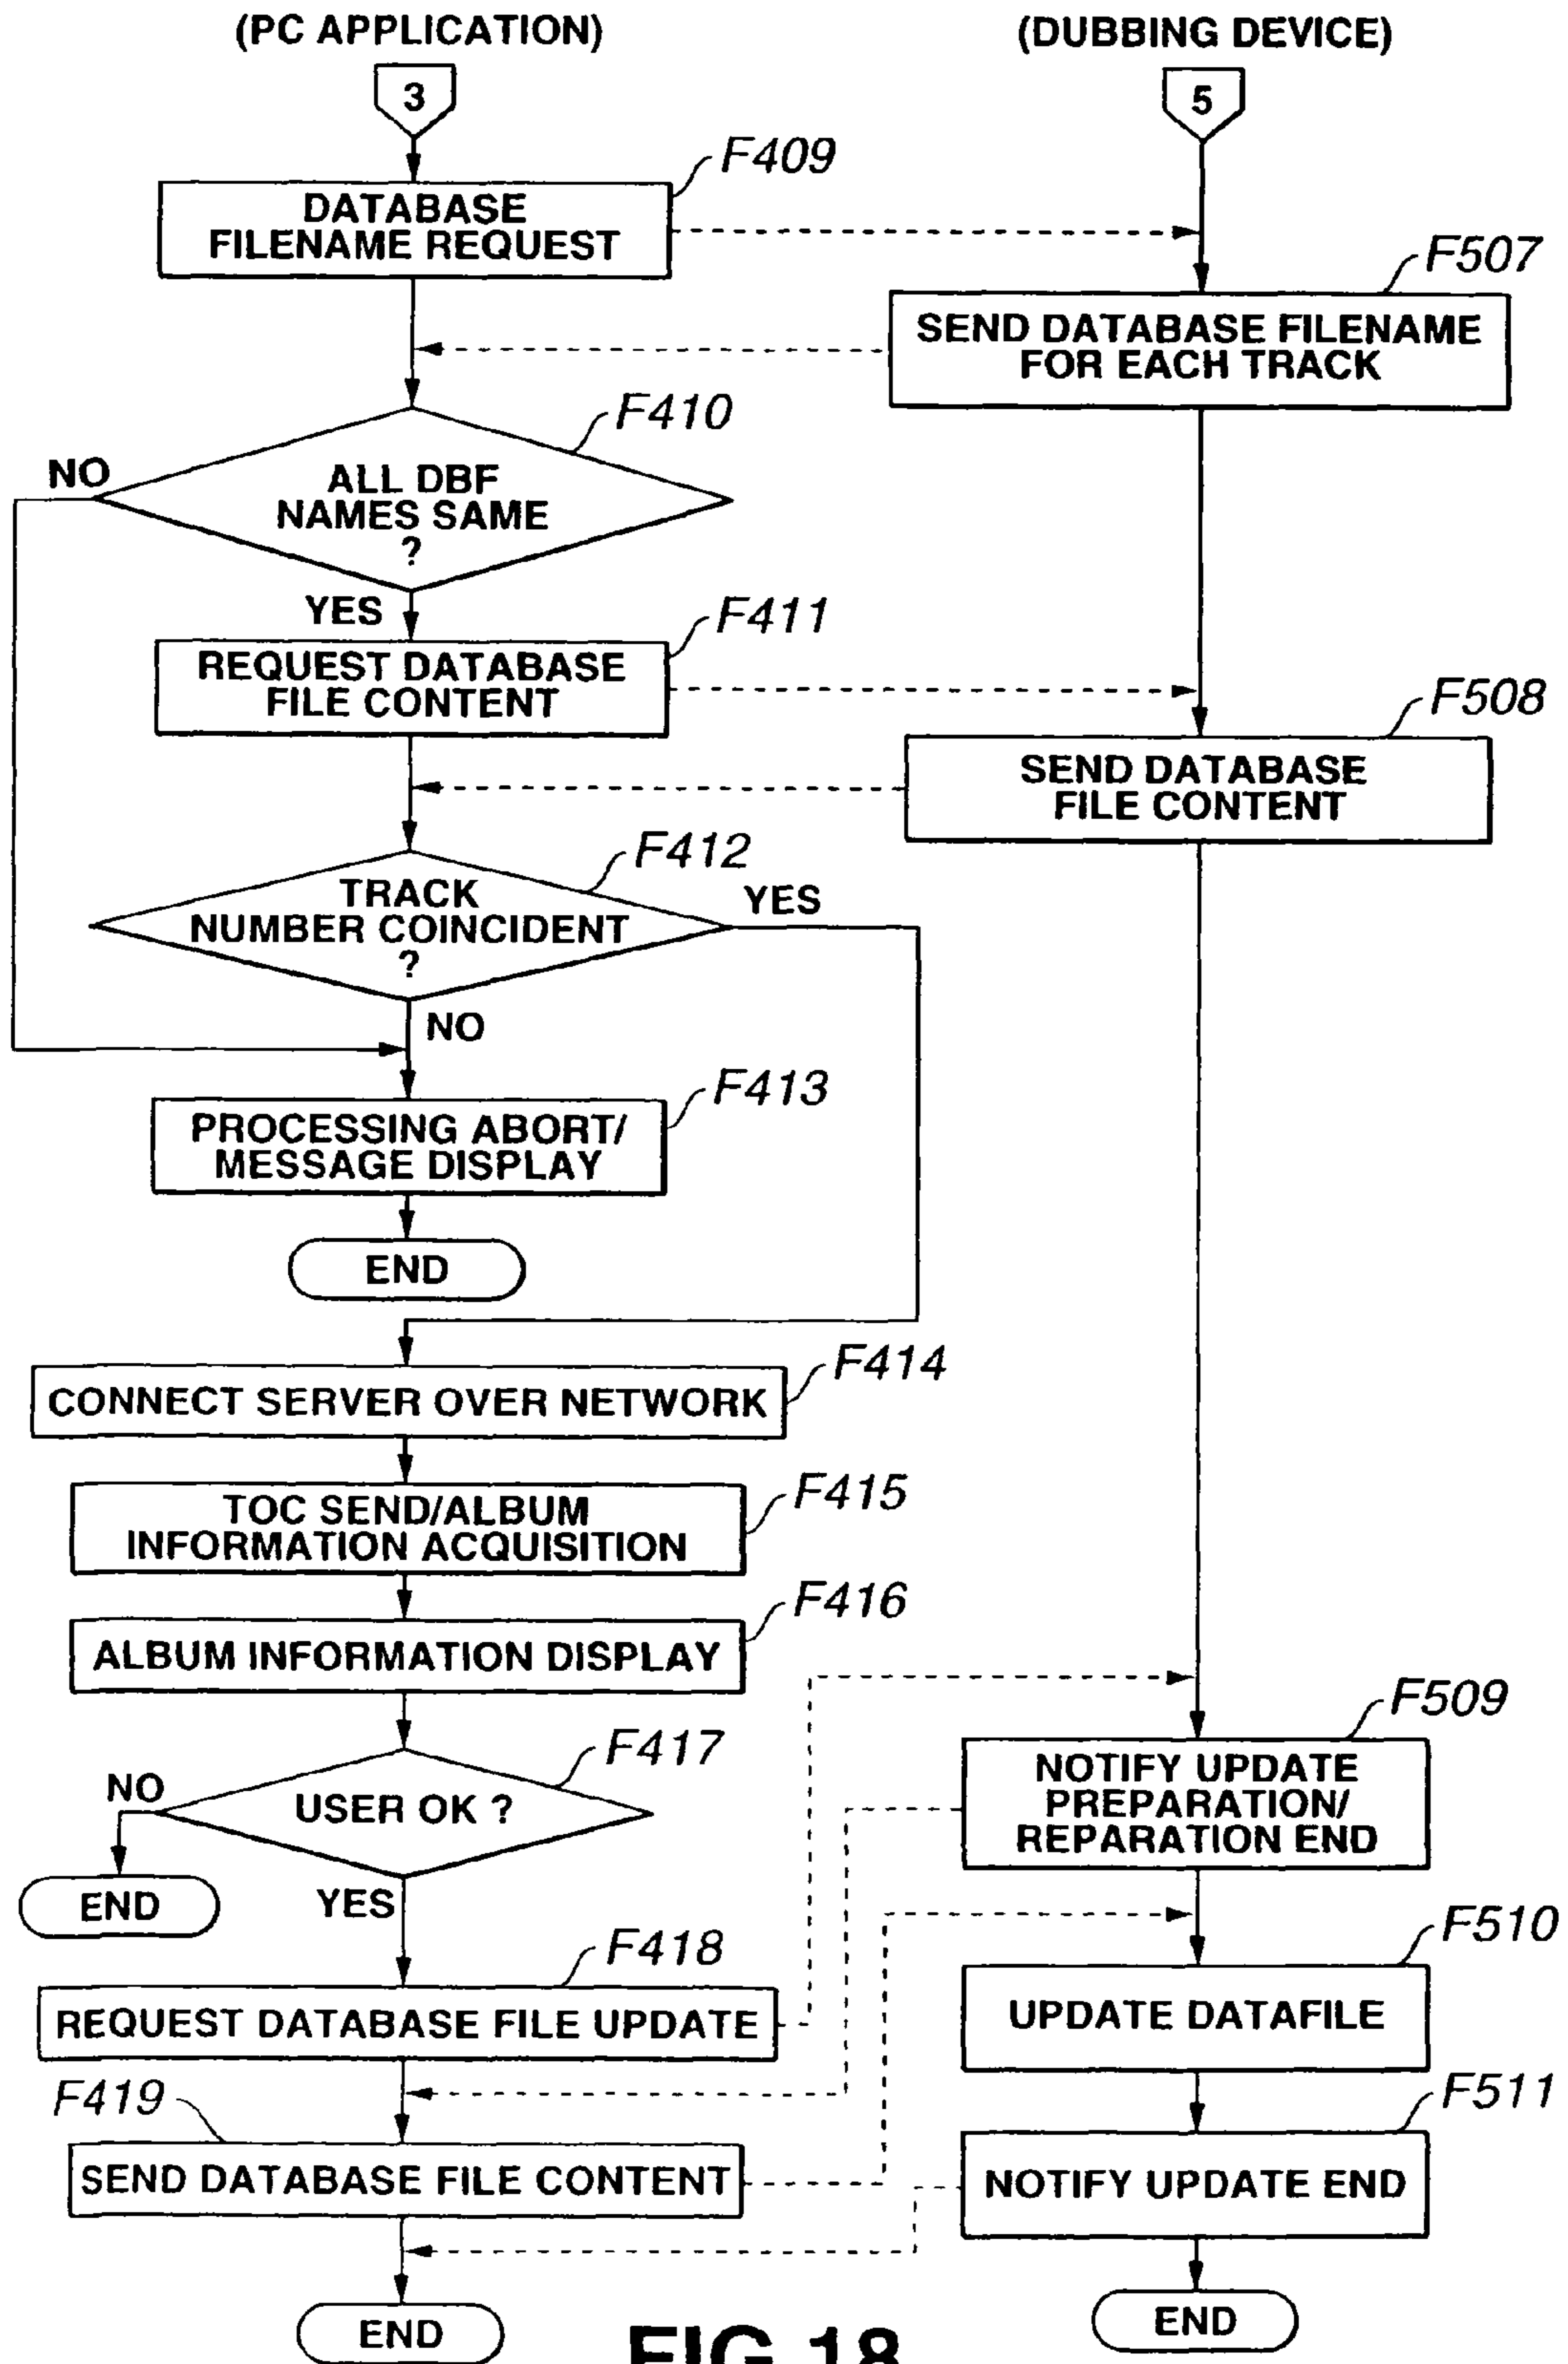 (PC APPLICATION)
(DUBBING DEVICE)
3
5
F409
DATABASE
FILENAME REQUEST
F507
SEND DATABASE FILENAME
FOR EACH TRACK
F410
NO
ALL DBF
NAMES SAME
?
YES
F411
REQUEST DATABASE
FILE CONTENT
F508
SEND DATABASE
FILE CONTENT
F412
TRACK
NUMBER COINCIDENT
?
YES
NO
F413
PROCESSING ABORT/
MESSAGE DISPLAY
END
F414
CONNECT SERVER OVER NETWORK
F415
TOC SEND/ALBUM
INFORMATION ACQUISITION
F416
ALBUM INFORMATION DISPLAY
F509
NOTIFY UPDATE
PREPARATION/
REPARATION END
F417
NO
USER OK ?
END
YES
F510
UPDATE DATAFILE
F418
REQUEST DATABASE FILE UPDATE
F419
SEND DATABASE FILE CONTENT
F511
NOTIFY UPDATE END
END
END
FIG.18